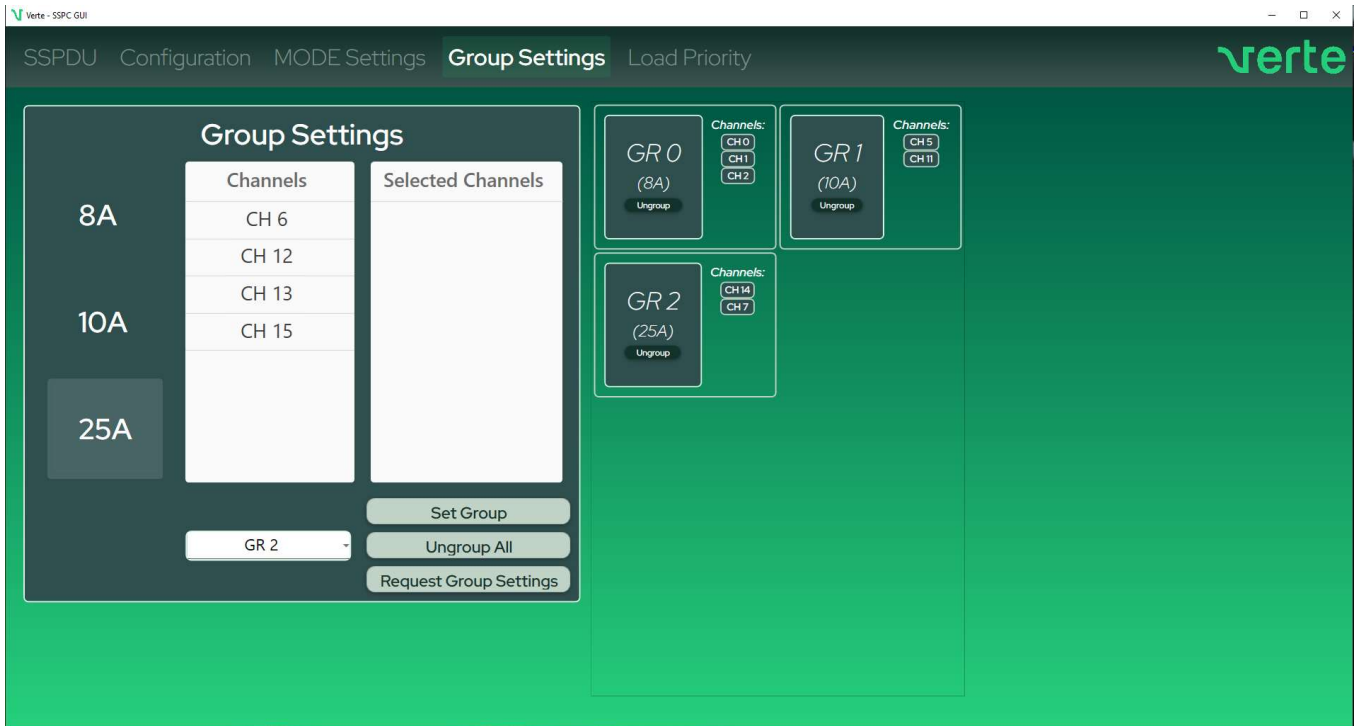 Verte - SSPC GUI
SSPDU Configuration MODE Settings Group Settings Load Priority
verte
Group Settings
8A
10A
25A
Channels
CH 6
CH 12
CH 13
CH 15
Selected Channels
GR 2
Set Group
Ungroup All
Request Group Settings
GR 0
(8A)
Ungroup
Channels:
CH 0
CH 1
CH 2
GR 1
(10A)
Ungroup
Channels:
CH 5
CH 11
GR 2
(25A)
Ungroup
Channels:
CH 14
CH 7